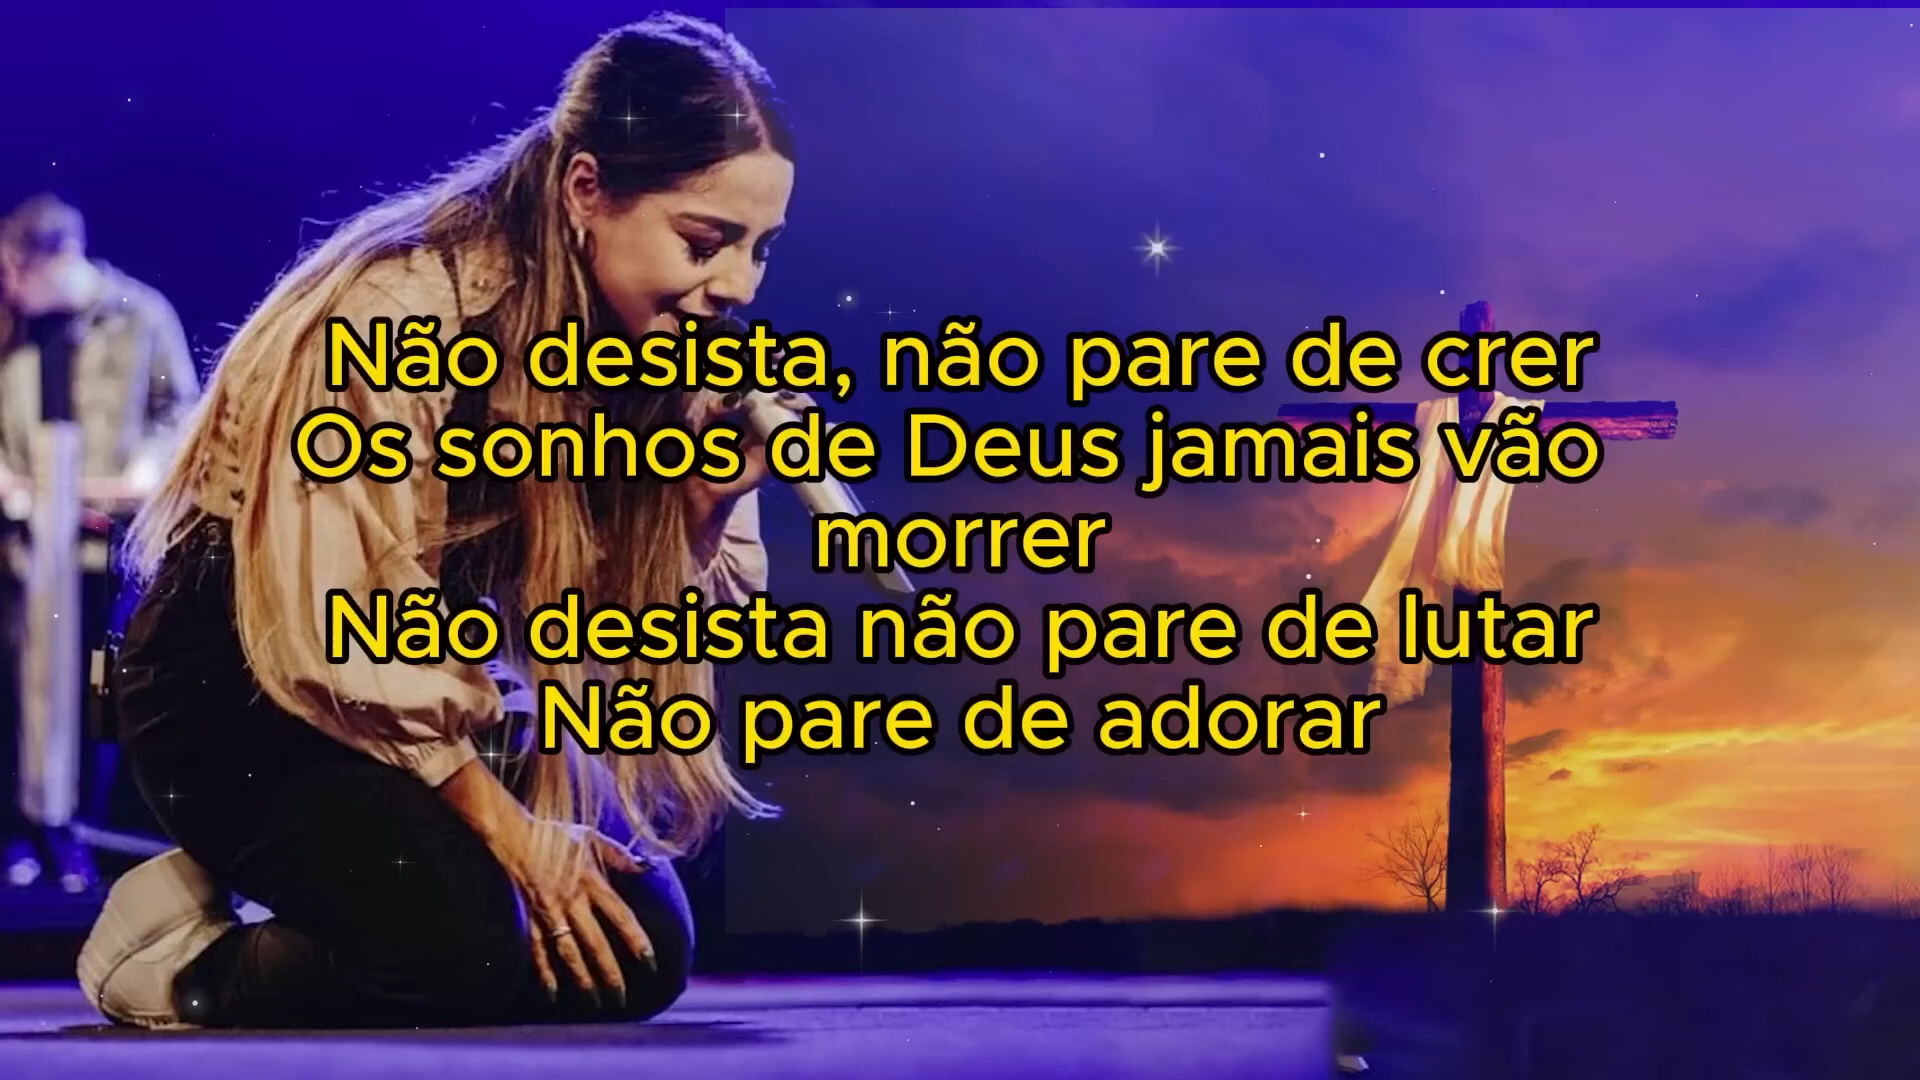 Não desista, não pare de crer
Os sonhos de Deus jamais vão
morrer
Não desista não pare de lutar
Não pare de adorar